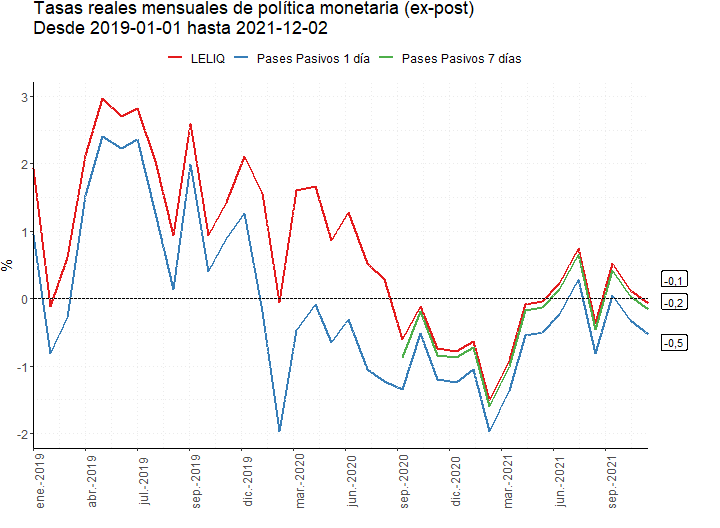 Tasas reales mensuales de política monetaria (ex-post)
Desde 2019-01-01 hasta 2021-12-02
LELIQ Pases Pasivos 1 día Pases Pasivos 7 días
%
3
2
1
0
-1
-2
-0,1
-0,2
-0,5
ene.-2019
abr.-2019
jul.-2019
sep.-2019
dic.-2019
mar.-2020
jun.-2020
sep.-2020
dic.-2020
mar.-2021
jun.-2021
sep.-2021